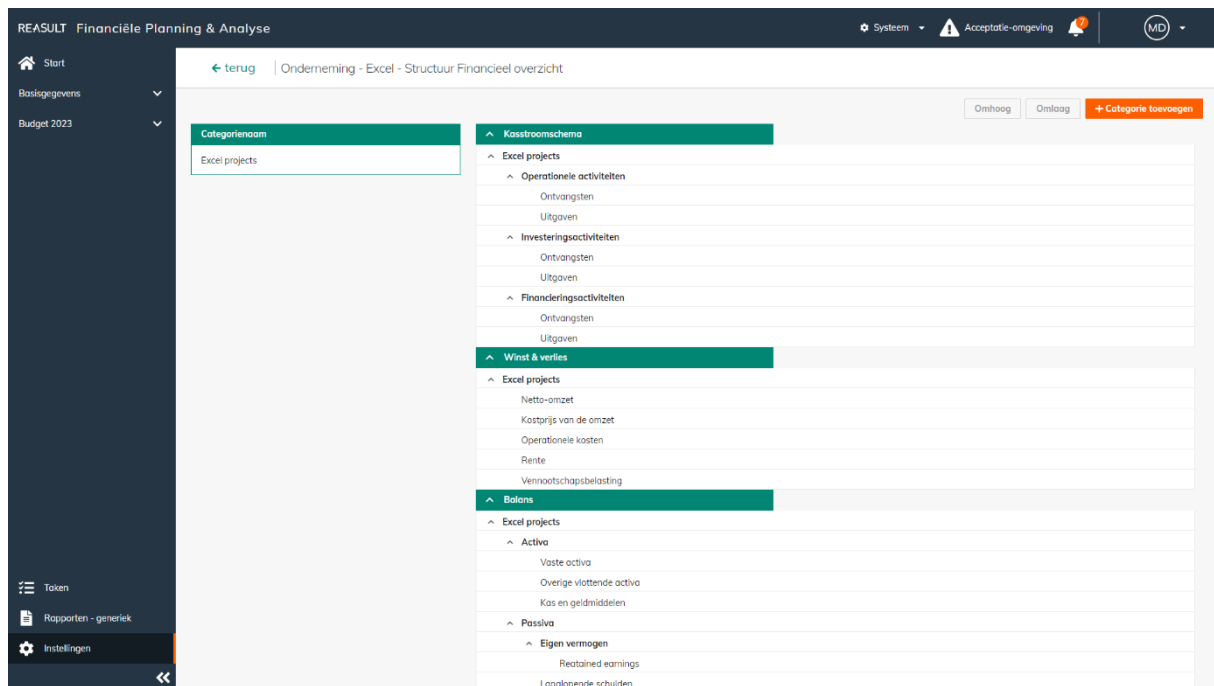 REASULT Financiële Planning & Analyse
Systeem
Acceptatie-omgeving
7
MD
Start
Basisgegevens
Budget 2023
Taken
Rapporten - generiek
Instellingen
terug
Onderneming - Excel - Structuur Financieel overzicht
Omhoog
Omlaag
+ Categorie toevoegen
Categorienaam
Excel projects
Kasstroomschema
Excel projects
Operationele activiteiten
Ontvangsten
Uitgaven
Investeringsactiviteiten
Ontvangsten
Uitgaven
Financieringsactiviteiten
Ontvangsten
Uitgaven
Winst & verlies
Excel projects
Netto-omzet
Kostprijs van de omzet
Operationele kosten
Rente
Vennootschapsbelasting
Balans
Excel projects
Activa
Vaste activa
Overige vlottende activa
Kas en geldmiddelen
Passiva
Eigen vermogen
Reatained earnings
Langlopende schulden